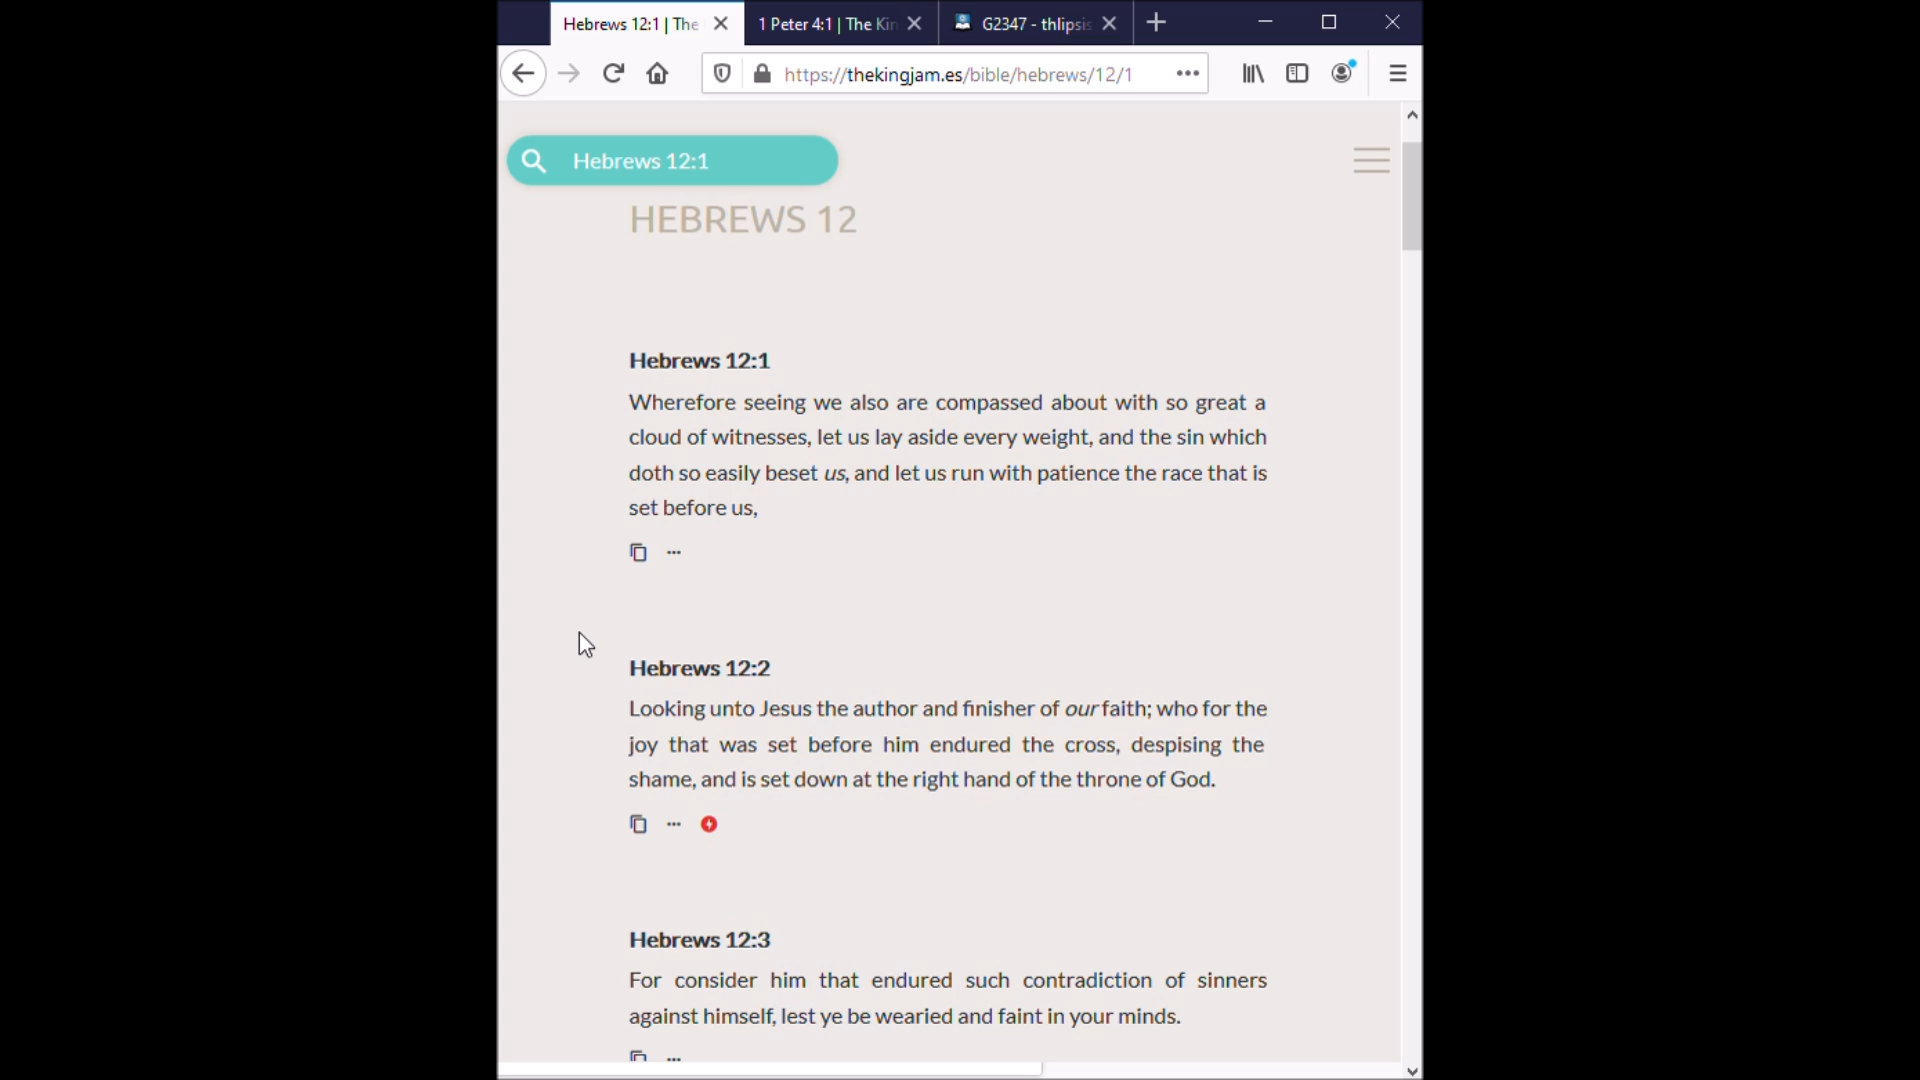 Hebrews 12:1 | The
1 Peter 4:1 | The Kin
G2347 - thlipsis
https://thekingjam.es/bible/hebrews/12/1
Hebrews 12:1
HEBREWS 12
Hebrews 12:1
Wherefore seeing we also are compassed about with so great a
cloud of witnesses, let us lay aside every weight, and the sin which
doth so easily beset us, and let us run with patience the race that is
set before us,
Hebrews 12:2
Looking unto Jesus the author and finisher of our faith; who for the
joy that was set before him endured the cross, despising the
shame, and is set down at the right hand of the throne of God.
Hebrews 12:3
For consider him that endured such contradiction of sinners
against himself, lest ye be wearied and faint in your minds.